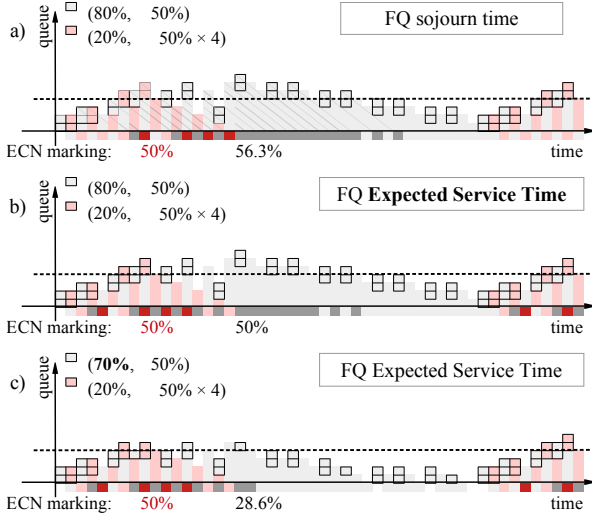 a)
queue
(80%, 50%)
(20%, 50% × 4)
FQ sojourn time
ECN marking: 50% 56.3% time
b)
queue
(80%, 50%)
(20%, 50% × 4)
FQ Expected Service Time
ECN marking: 50% 50% time
c)
queue
(70%, 50%)
(20%, 50% × 4)
FQ Expected Service Time
ECN marking: 50% 28.6% time